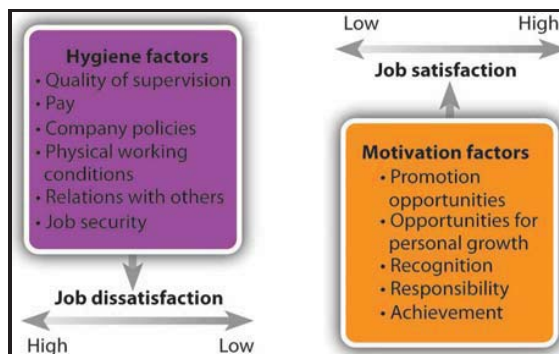 Hygiene factors
• Quality of supervision
• Pay
• Company policies
• Physical working
conditions
• Relations with others
• Job security
Job dissatisfaction
High Low
Low High
Job satisfaction
Motivation factors
• Promotion
opportunities
• Opportunities for
personal growth
• Recognition
• Responsibility
• Achievement